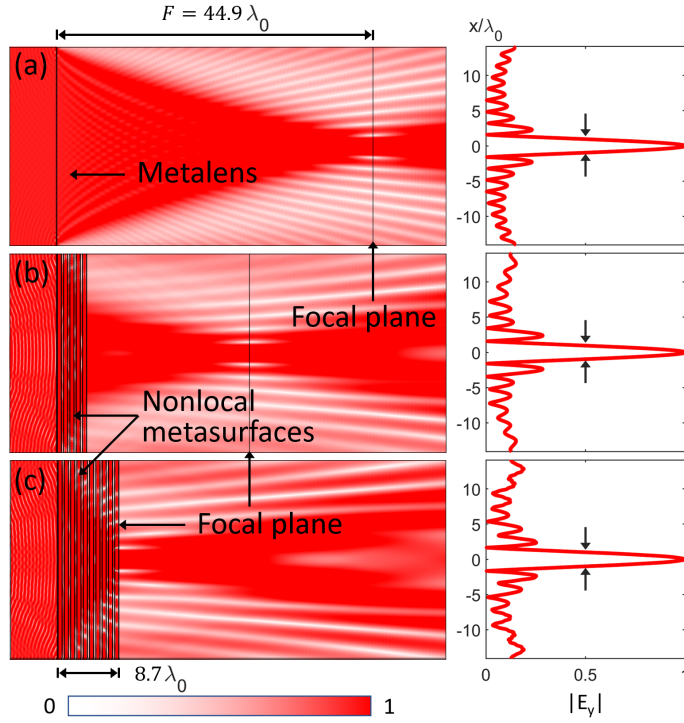 F = 44.9 λ0
x/λ0
(a)
Metalens
10
5
0
-5
-10
(b)
Focal plane
Nonlocal
metasurfaces
10
5
0
-5
-10
(c)
Focal plane
10
5
0
-5
-10
8.7 λ0
0
1
0
0.5
1
|Ey|